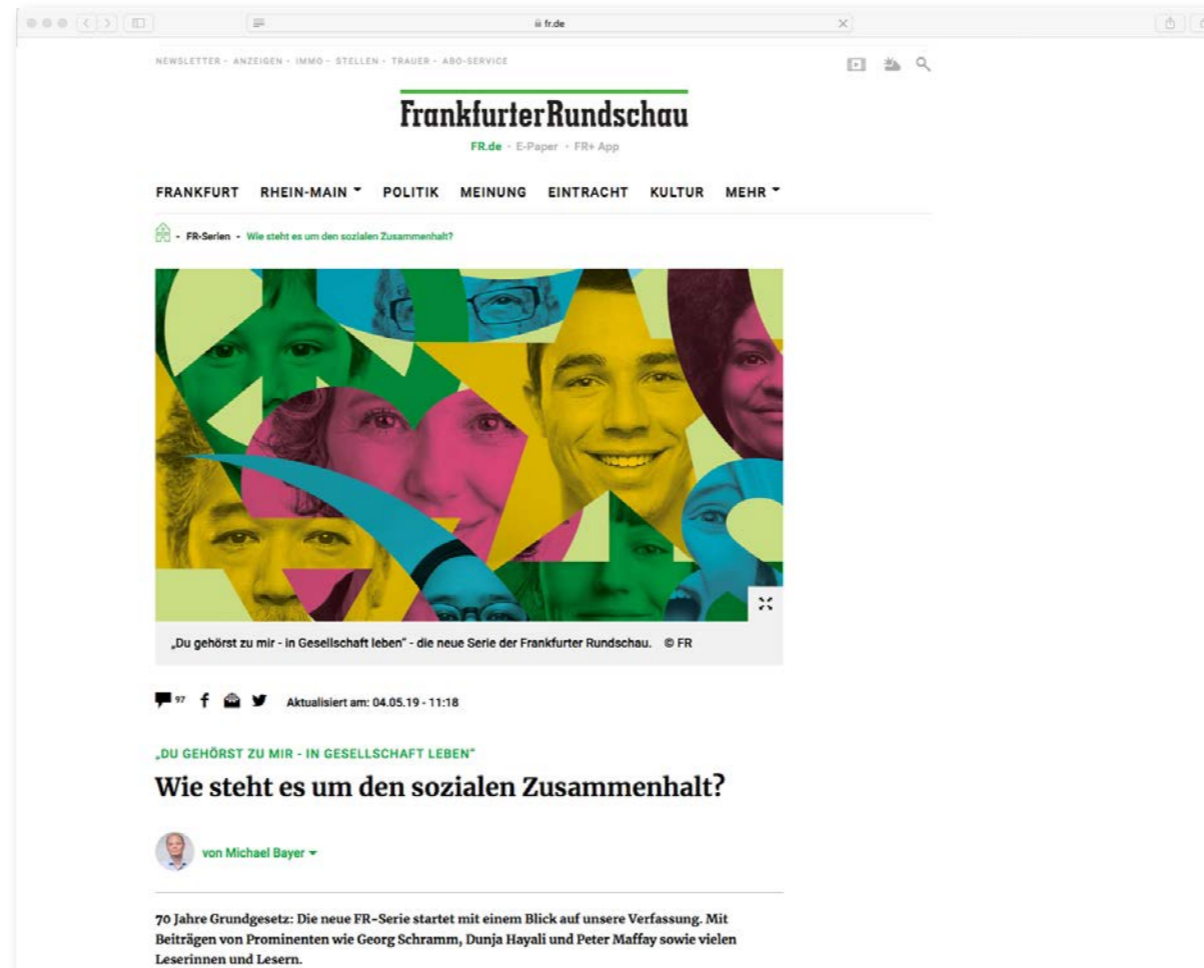 fr.de
NEWSLETTER - ANZEIGEN - IMMO - STELLEN - TRAUER - ABO-SERVICE
FrankfurterRundschau
FR.de - E-Paper - FR+ App
FRANKFURT RHEIN-MAIN POLITIK MEINUNG EINTRACHT KULTUR MEHR
- FR-Serien - Wie steht es um den sozialen Zusammenhalt?
„Du gehörst zu mir - in Gesellschaft leben“ - die neue Serie der Frankfurter Rundschau. © FR
97 Aktualisiert am: 04.05.19 - 11:18
„DU GEHÖRST ZU MIR - IN GESELLSCHAFT LEBEN“
Wie steht es um den sozialen Zusammenhalt?
von Michael Bayer
70 Jahre Grundgesetz: Die neue FR-Serie startet mit einem Blick auf unsere Verfassung. Mit
Beiträgen von Prominenten wie Georg Schramm, Dunja Hayali und Peter Maffay sowie vielen
Leserinnen und Lesern.